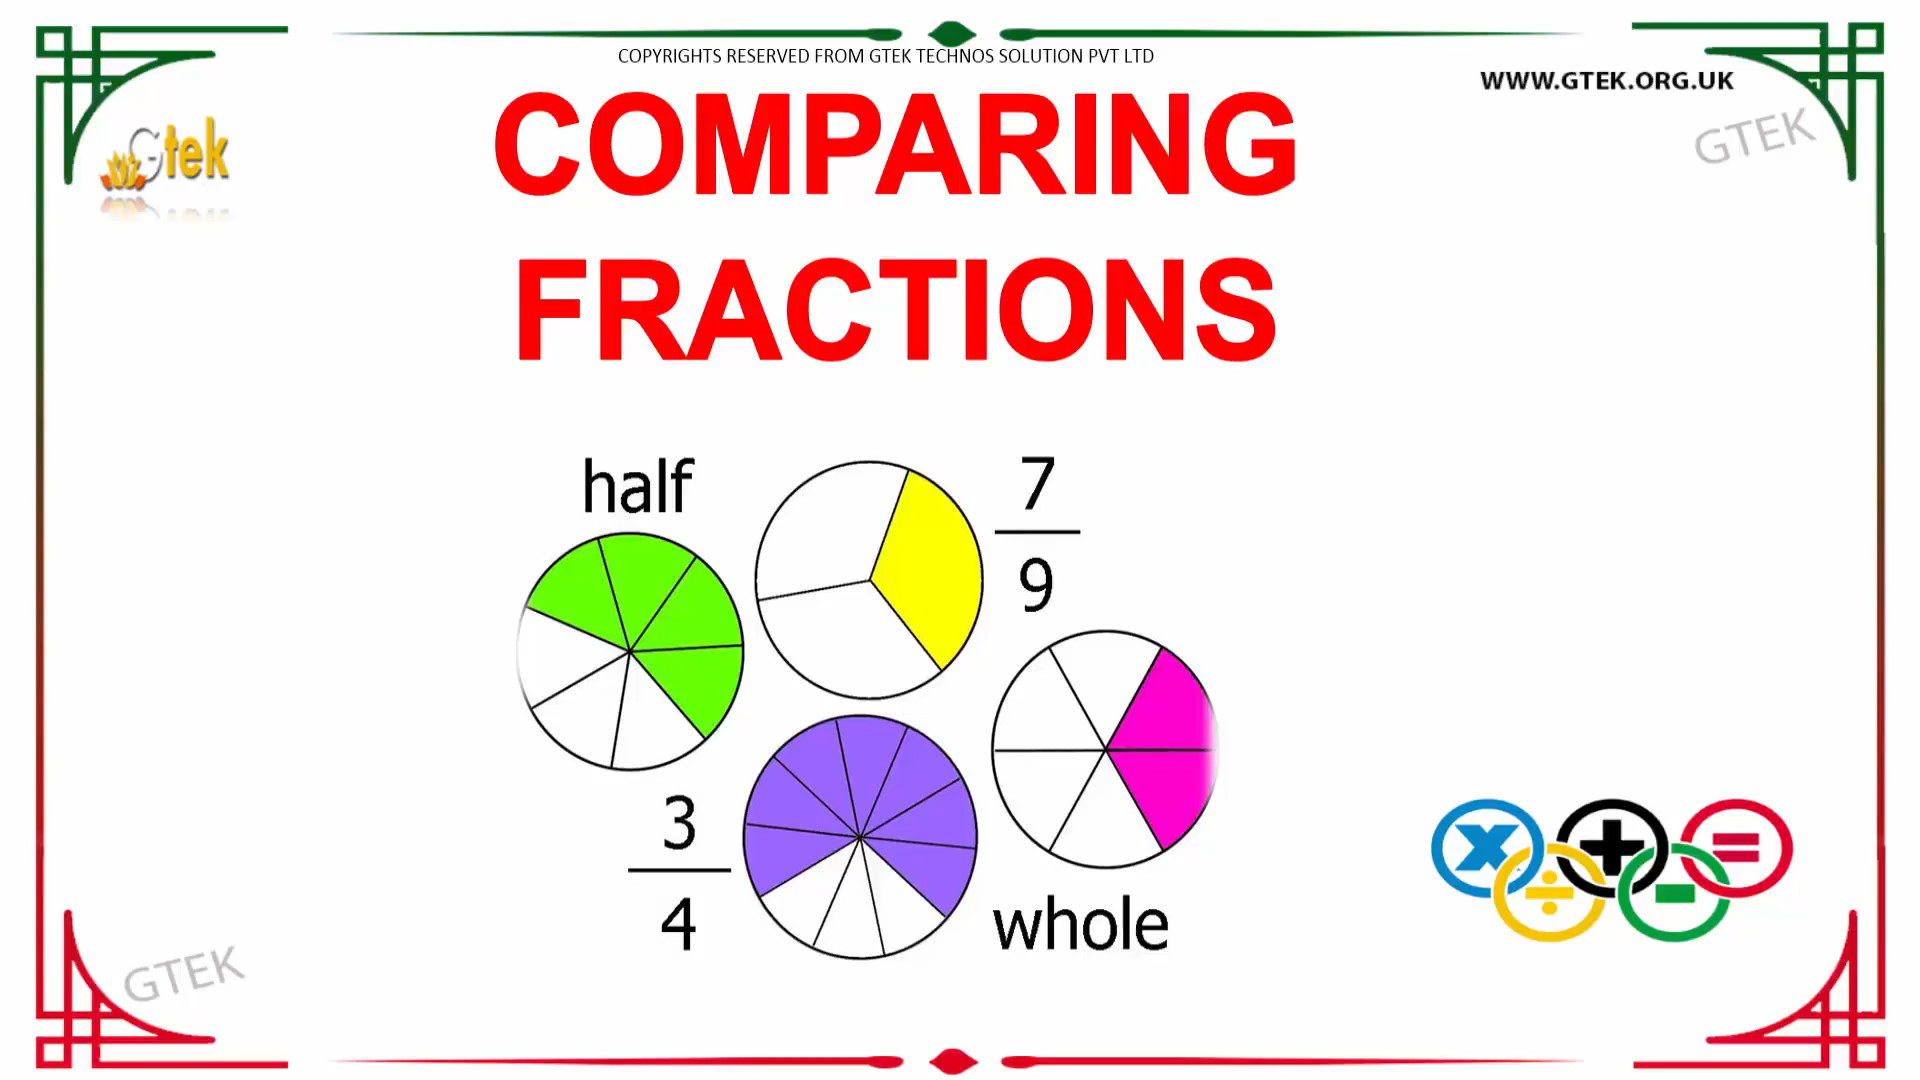 COPYRIGHTS RESERVED FROM GTEK TECHNOS SOLUTION PVT LTD
WWW.GTEK.ORG.UK
GTEK
Gtek
COMPARING
FRACTIONS
half
7
9
3
4
whole
× + =
÷ -
GTEK